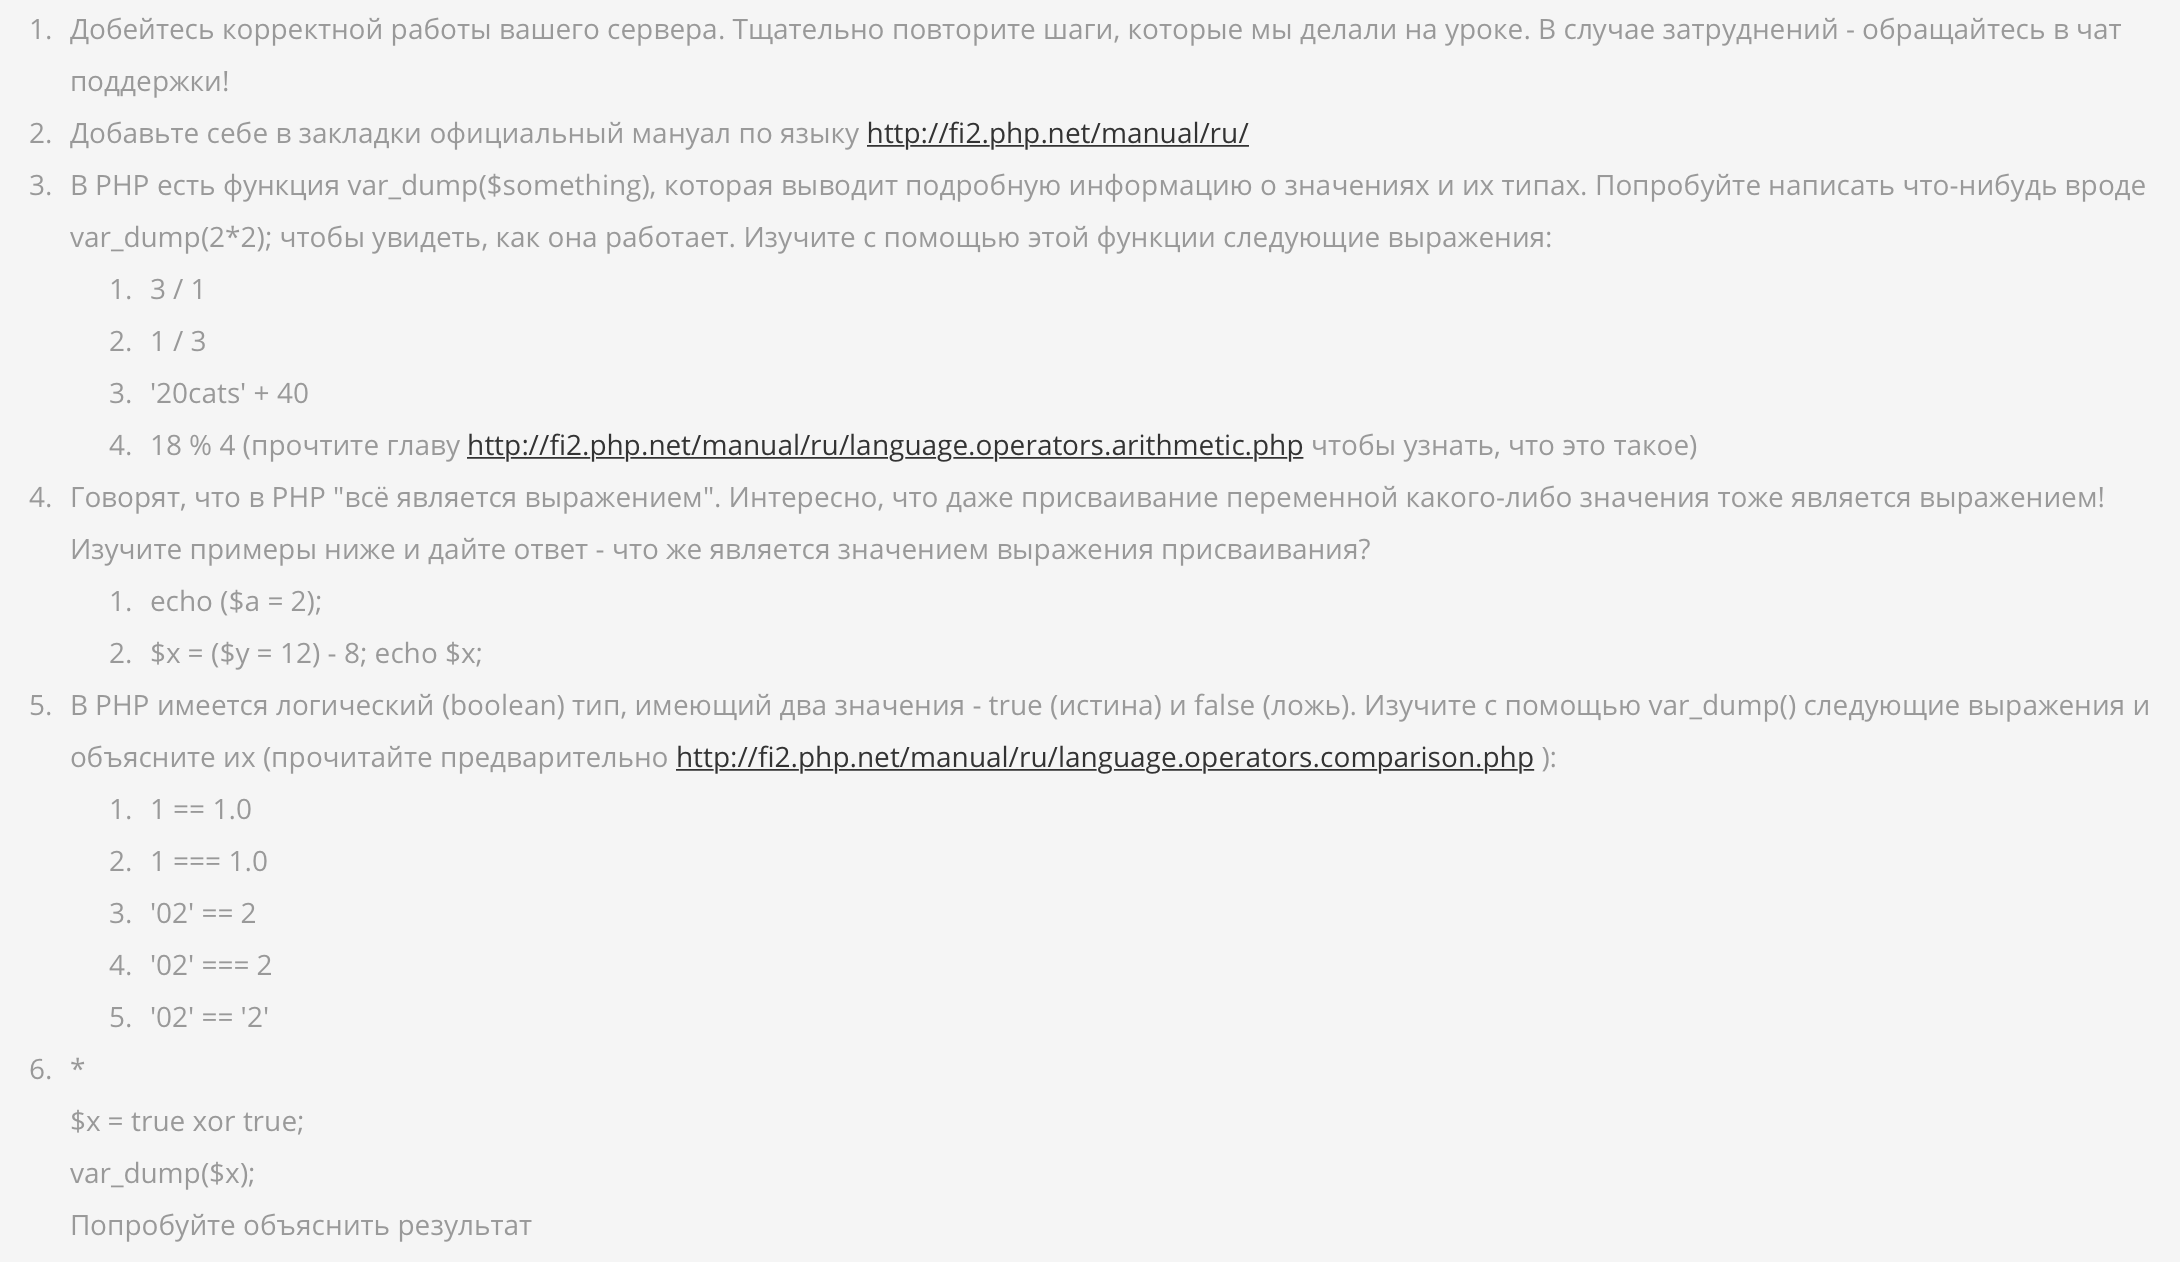 1. Добейтесь корректной работы вашего сервера. Тщательно повторите шаги, которые мы делали на уроке. В случае затруднений - обращайтесь в чат
поддержки!
2. Добавьте себе в закладки официальный мануал по языку http://fi2.php.net/manual/ru/
3. В PHP есть функция var_dump($something), которая выводит подробную информацию о значениях и их типах. Попробуйте написать что-нибудь вроде
var_dump(2*2); чтобы увидеть, как она работает. Изучите с помощью этой функции следующие выражения:
1. 3 / 1
2. 1 / 3
3. '20cats' + 40
4. 18 % 4 (прочтите главу http://fi2.php.net/manual/ru/language.operators.arithmetic.php чтобы узнать, что это такое)
4. Говорят, что в PHP "всё является выражением". Интересно, что даже присваивание переменной какого-либо значения тоже является выражением!
Изучите примеры ниже и дайте ответ - что же является значением выражения присваивания?
1. echo ($a = 2);
2. $x = ($y = 12) - 8; echo $x;
5. В PHP имеется логический (boolean) тип, имеющий два значения - true (истина) и false (ложь). Изучите с помощью var_dump() следующие выражения и
объясните их (прочитайте предварительно http://fi2.php.net/manual/ru/language.operators.comparison.php ):
1. 1 == 1.0
2. 1 === 1.0
3. '02' == 2
4. '02' === 2
5. '02' == '2'
6. *
$x = true xor true;
var_dump($x);
Попробуйте объяснить результат